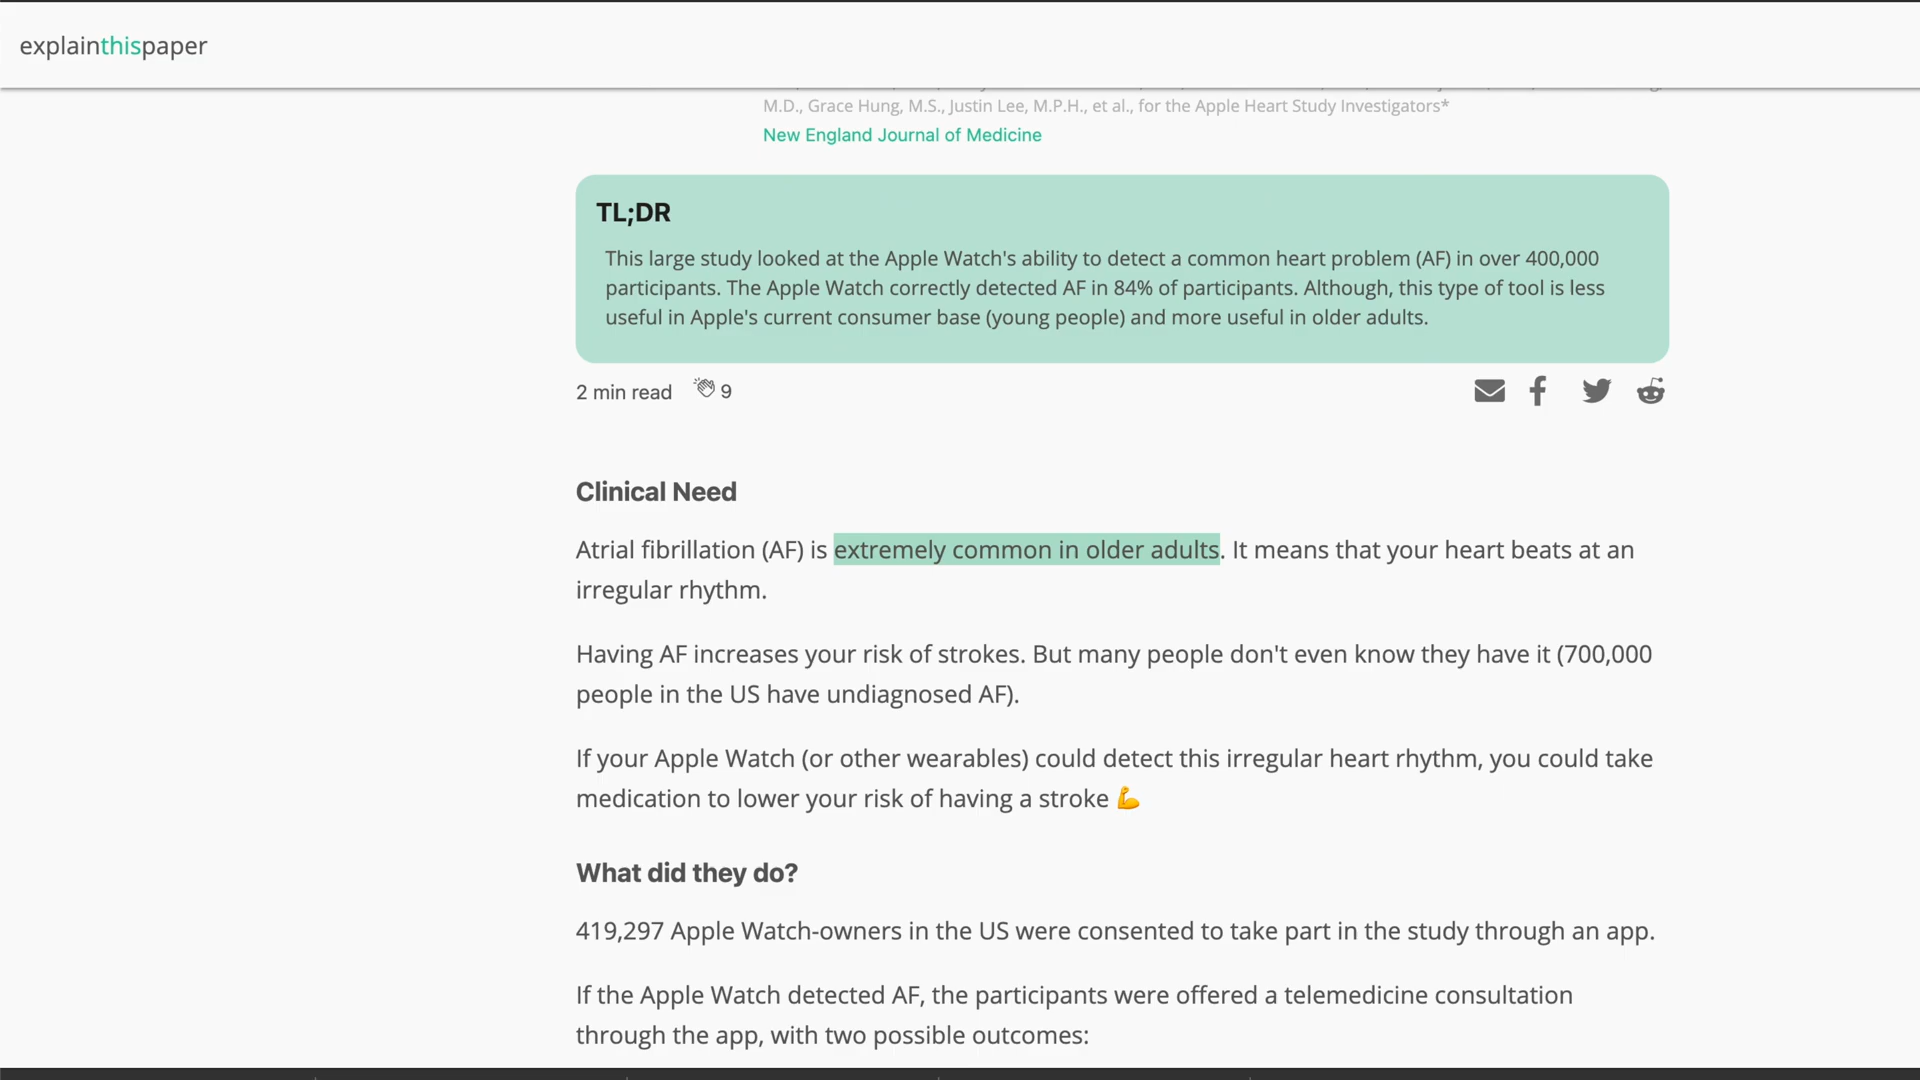 explainthispaper
M.D., Grace Hung, M.S., Justin Lee, M.P.H., et al., for the Apple Heart Study Investigators*
New England Journal of Medicine
TL;DR
This large study looked at the Apple Watch's ability to detect a common heart problem (AF) in over 400,000
participants. The Apple Watch correctly detected AF in 84% of participants. Although, this type of tool is less
useful in Apple's current consumer base (young people) and more useful in older adults.
2 min read 9
Clinical Need
Atrial fibrillation (AF) is extremely common in older adults. It means that your heart beats at an
irregular rhythm.
Having AF increases your risk of strokes. But many people don't even know they have it (700,000
people in the US have undiagnosed AF).
If your Apple Watch (or other wearables) could detect this irregular heart rhythm, you could take
medication to lower your risk of having a stroke 💪
What did they do?
419,297 Apple Watch-owners in the US were consented to take part in the study through an app.
If the Apple Watch detected AF, the participants were offered a telemedicine consultation
through the app, with two possible outcomes: